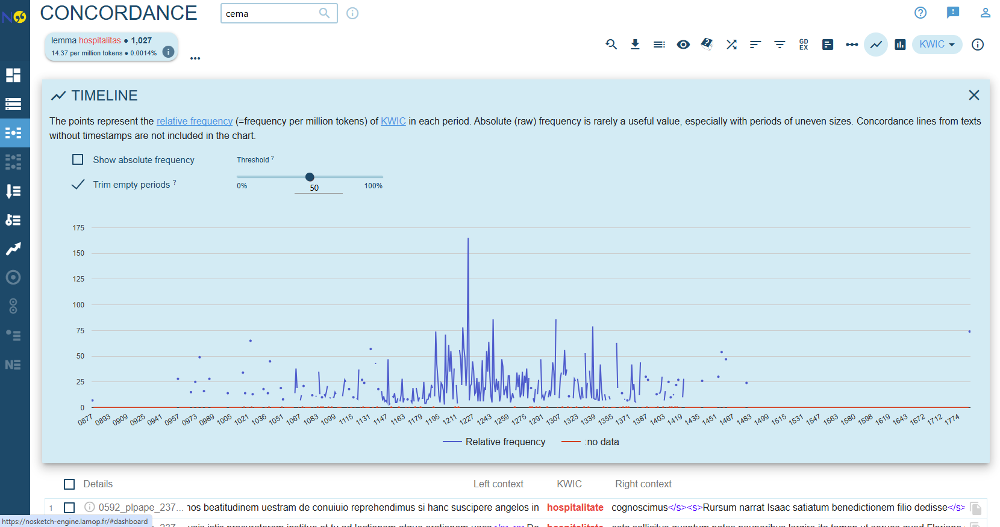 CONCORDANCE
cema
lemma hospitalitas ● 1,027
14.37 per million tokens ● 0.0014%
GD
EX
KWIC
TIMELINE
The points represent the relative frequency (=frequency per million tokens) of KWIC in each period. Absolute (raw) frequency is rarely a useful value, especially with periods of uneven sizes. Concordance lines from texts
without timestamps are not included in the chart.
Show absolute frequency
Threshold ?
Trim empty periods ?
0%
50
100%
175
150
125
100
75
50
25
0
0877 0893 0909 0925 0941 0957 0973 0989 1005 1021 1036 1051 1067 1083 1099 1115 1131 1147 1163 1179 1195 1211 1227 1243 1259 1275 1291 1307 1323 1339 1355 1371 1387 1403 1419 1435 1451 1467 1483 1499 1515 1531 1547 1563 1580 1598 1619 1643 1672 1712 1774
Relative frequency :no data
Details Left context KWIC Right context
1 0592_plpape_237... nos beatitudinem uestram de conuiuio reprehendimus si hanc suscipere angelos in hospitalitate cognoscimus</s><s>Rursum narrat Isaac satiatum benedictionem filio dedisse</s>
https://nosketch-engine.lamop.fr/#dashboard